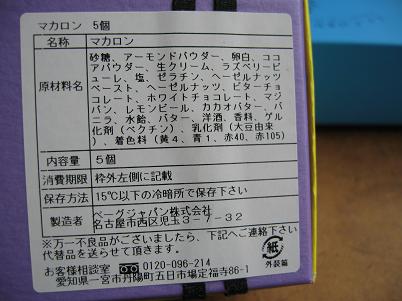 マカロン 5個
名称 マカロン
原材料名 砂糖、アーモンドパウダー、卵白、ココ
アパウダー、生クリーム、ラズベリーピ
ューレ、塩、ゼラチン、ヘーゼルナッツ
ペースト、ヘーゼルナッツ、ビターチョ
コレート、ホワイトチョコレート、マジ
パン、レモンピール、カカオバター、バ
ニラ、水飴、バター、洋酒、香料、ゲル
化剤（ペクチン）、乳化剤（大豆由来
）、着色料（黄4、青1、赤40、赤105）
内容量 5個
消費期限 枠外左側に記載
保存方法 15℃以下の冷暗所で保存下さい
製造者 ベーグジャパン株式会社
名古屋市西区児玉3－7－32
※万一不良品がございましたら、下記へご連絡下さい
代替品を送らせて頂きます。
お客様相談室 0120-096-214
愛知県一宮市丹陽町五日市場定福寺86-1
紙
外装箱